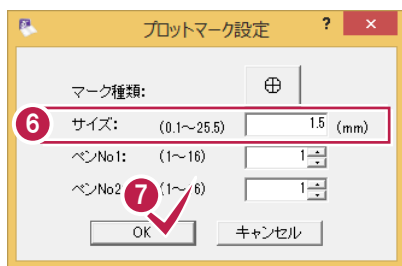 プロットマーク設定 ? ×
マーク種類:
6 サイズ: (0.1～25.5) 1.5 (mm)
ペンNo1: (1～16) 1
ペンNo2 (1～ 6) 1
7
OK キャンセル